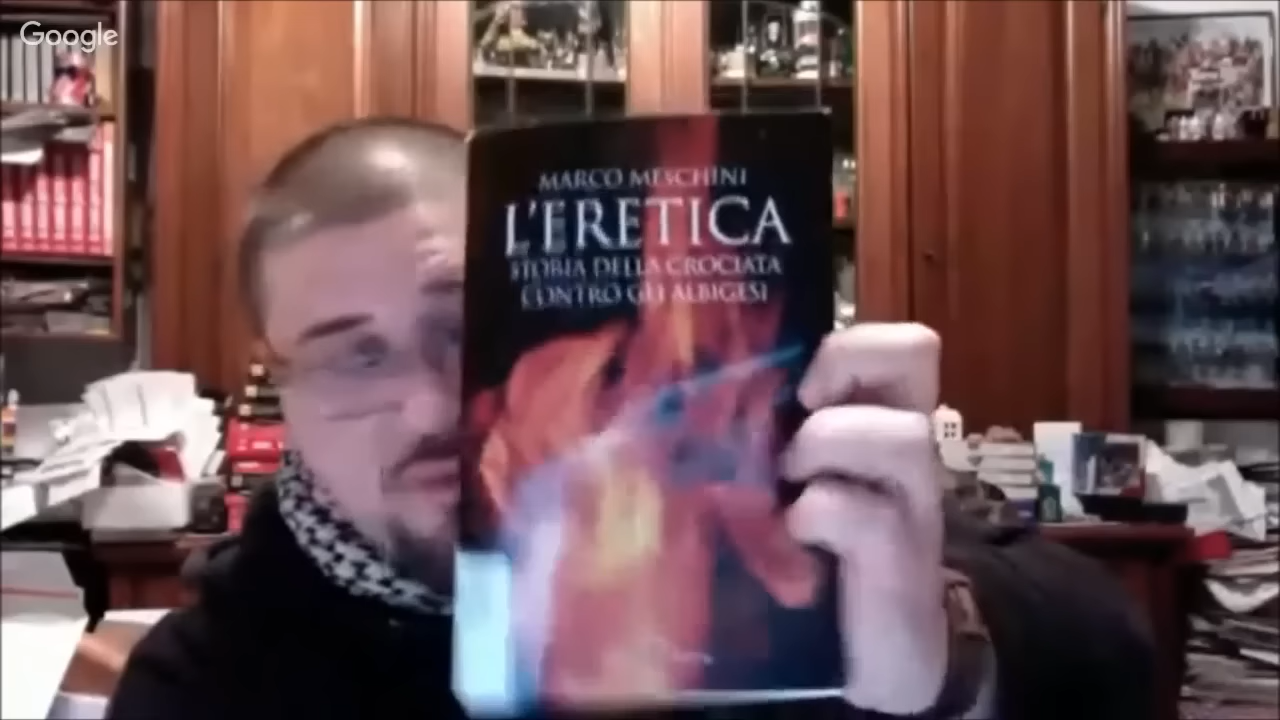 Google
MARCO MESCHINI
L'ERETICA
STORIA DELLA CROCIATA
CONTRO GLI ALBIGESI